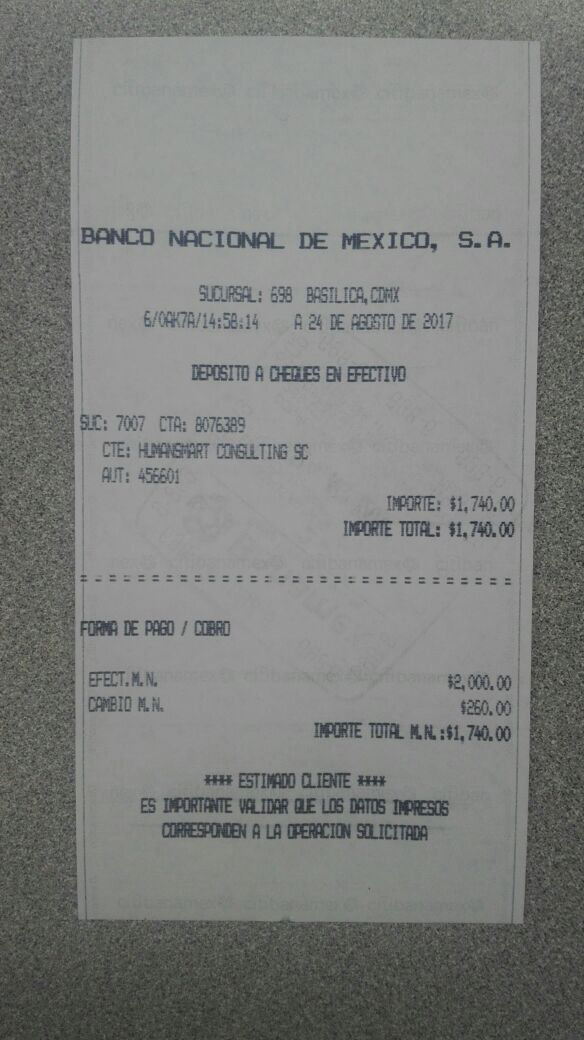 BANCO NACIONAL DE MEXICO, S.A.
SUCURSAL: 698 BASILICA,CDMX
6/0AK7A/14:58:14 A 24 DE AGOSTO DE 2017
DEPOSITO A CHEQUES EN EFECTIVO
SUC: 7007 CTA: 8076389
CTE: HUMANSMART CONSULTING SC
AUT: 456601
IMPORTE: $1,740.00
IMPORTE TOTAL: $1,740.00
================================
FORMA DE PAGO / COBRO
EFECT.M.N. $2,000.00
CAMBIO M.N. $260.00
IMPORTE TOTAL M.N.:$1,740.00
**** ESTIMADO CLIENTE ****
ES IMPORTANTE VALIDAR QUE LOS DATOS IMPRESOS
CORRESPONDEN A LA OPERACION SOLICITADA